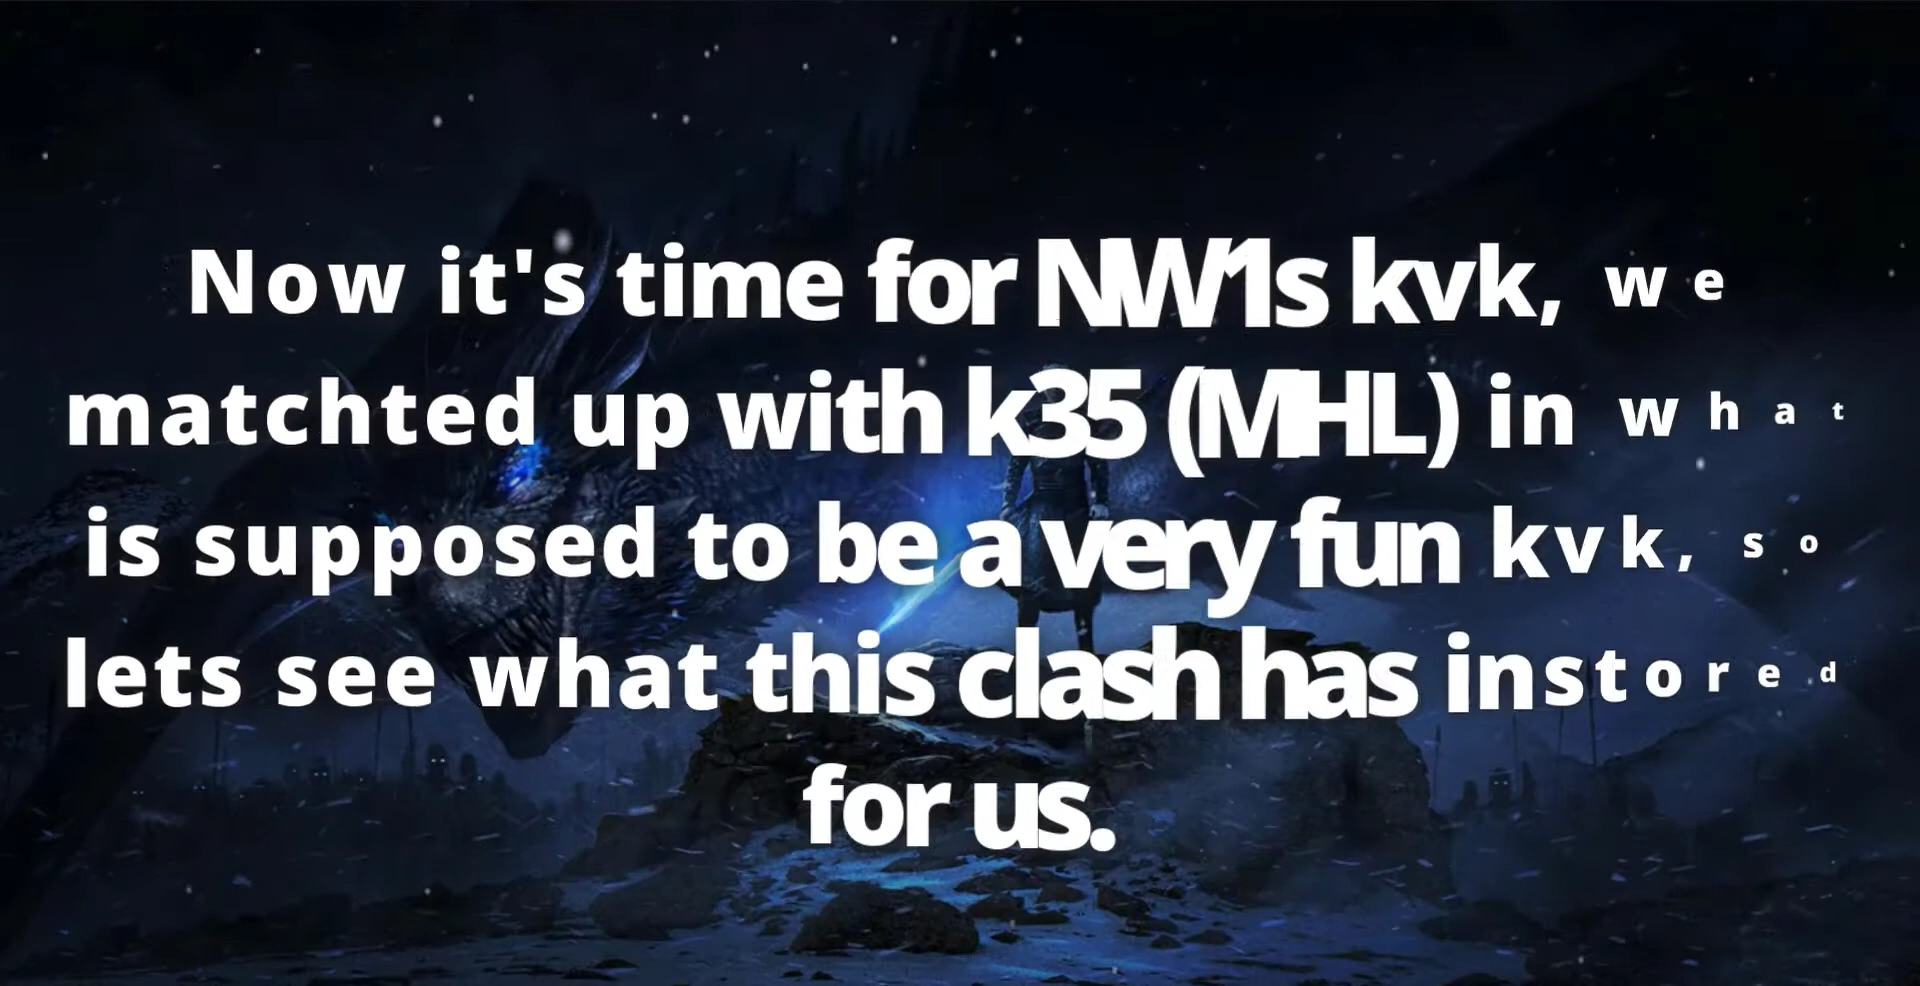 Now it's time for NW1s kvk, we
matchted up with k35 (MHL) in what
is supposed to be a very fun kvk, so
lets see what this clash has instored
for us.